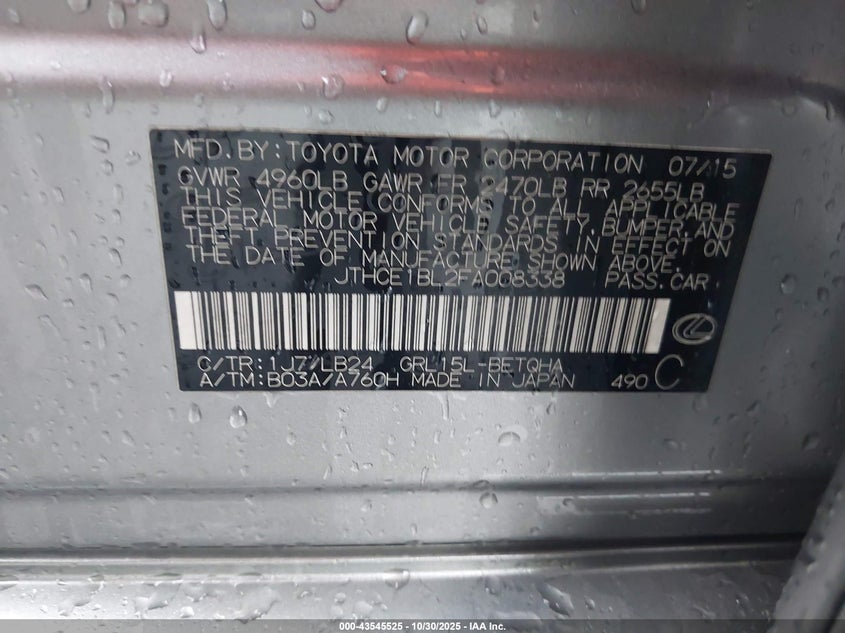 MFD.BY:TOYOTA MOTOR CORPORATION 07/15
GVWR 4960LB GAWR FR 2470LB RR 2655LB
THIS VEHICLE CONFORMS TO ALL APPLICABLE
FEDERAL MOTOR VEHICLE SAFETY,BUMPER,AND
THEFT PREVENTION STANDARDS IN EFFECT ON
THE DATE OF MANUFACTURE SHOWN ABOVE.
JTHCE1BL2FA008338 PASS.CAR
C/TR:1J7/LB24 GRL15L-BETQHA
A/TM:B03A/A760H MADE IN JAPAN 490 C
000-43545525 - 10/30/2025 - IAA Inc.